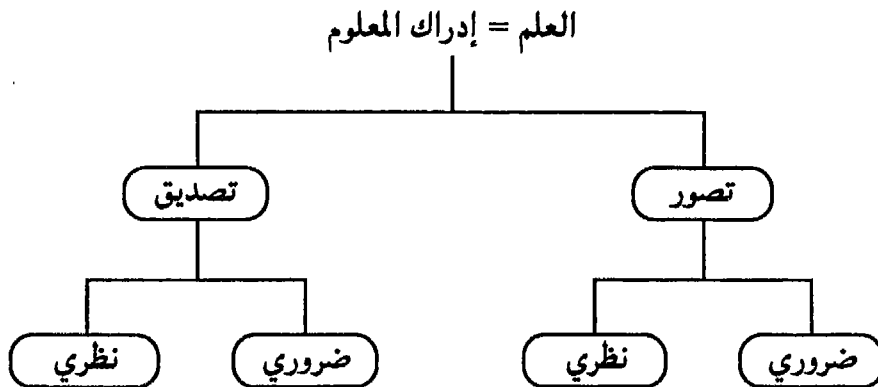 العلم = إدراك المعلوم
تصور تصديق
ضروري نظري ضروري نظري